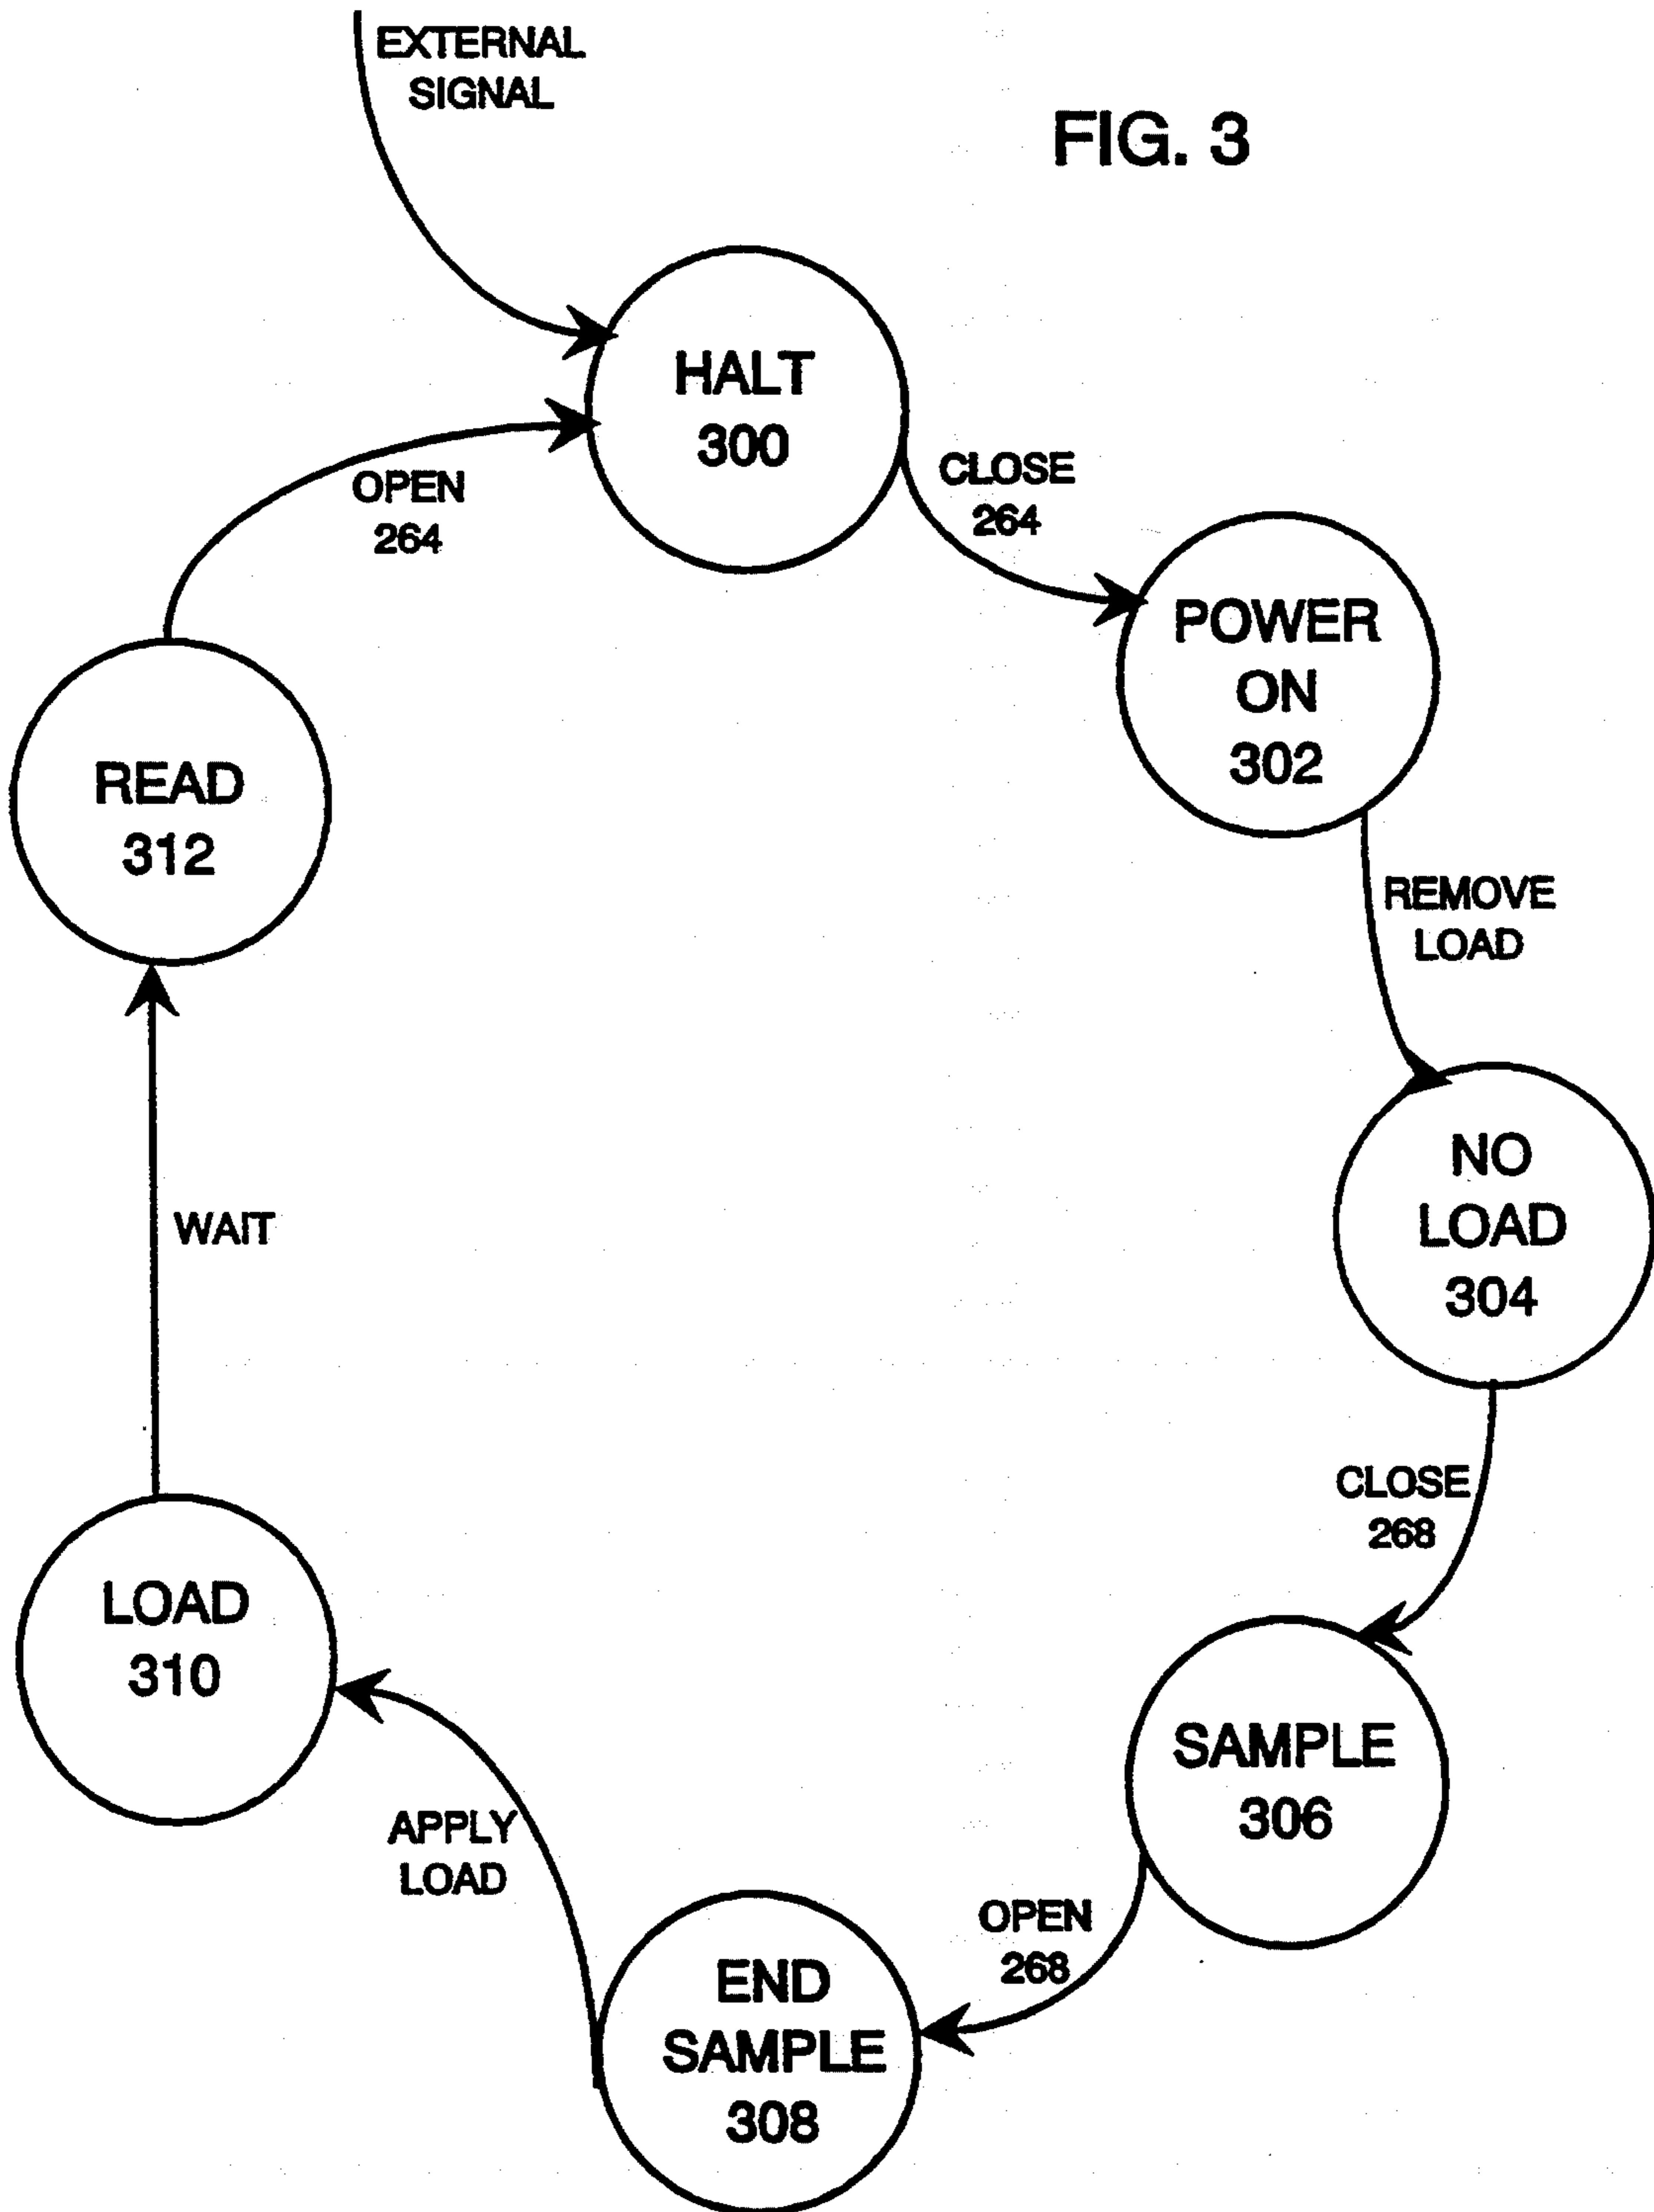 EXTERNAL
SIGNAL
FIG. 3
HALT
300
OPEN
264
CLOSE
264
POWER
ON
302
READ
312
REMOVE
LOAD
NO
LOAD
304
WAIT
CLOSE
268
LOAD
310
SAMPLE
306
APPLY
LOAD
OPEN
268
END
SAMPLE
308